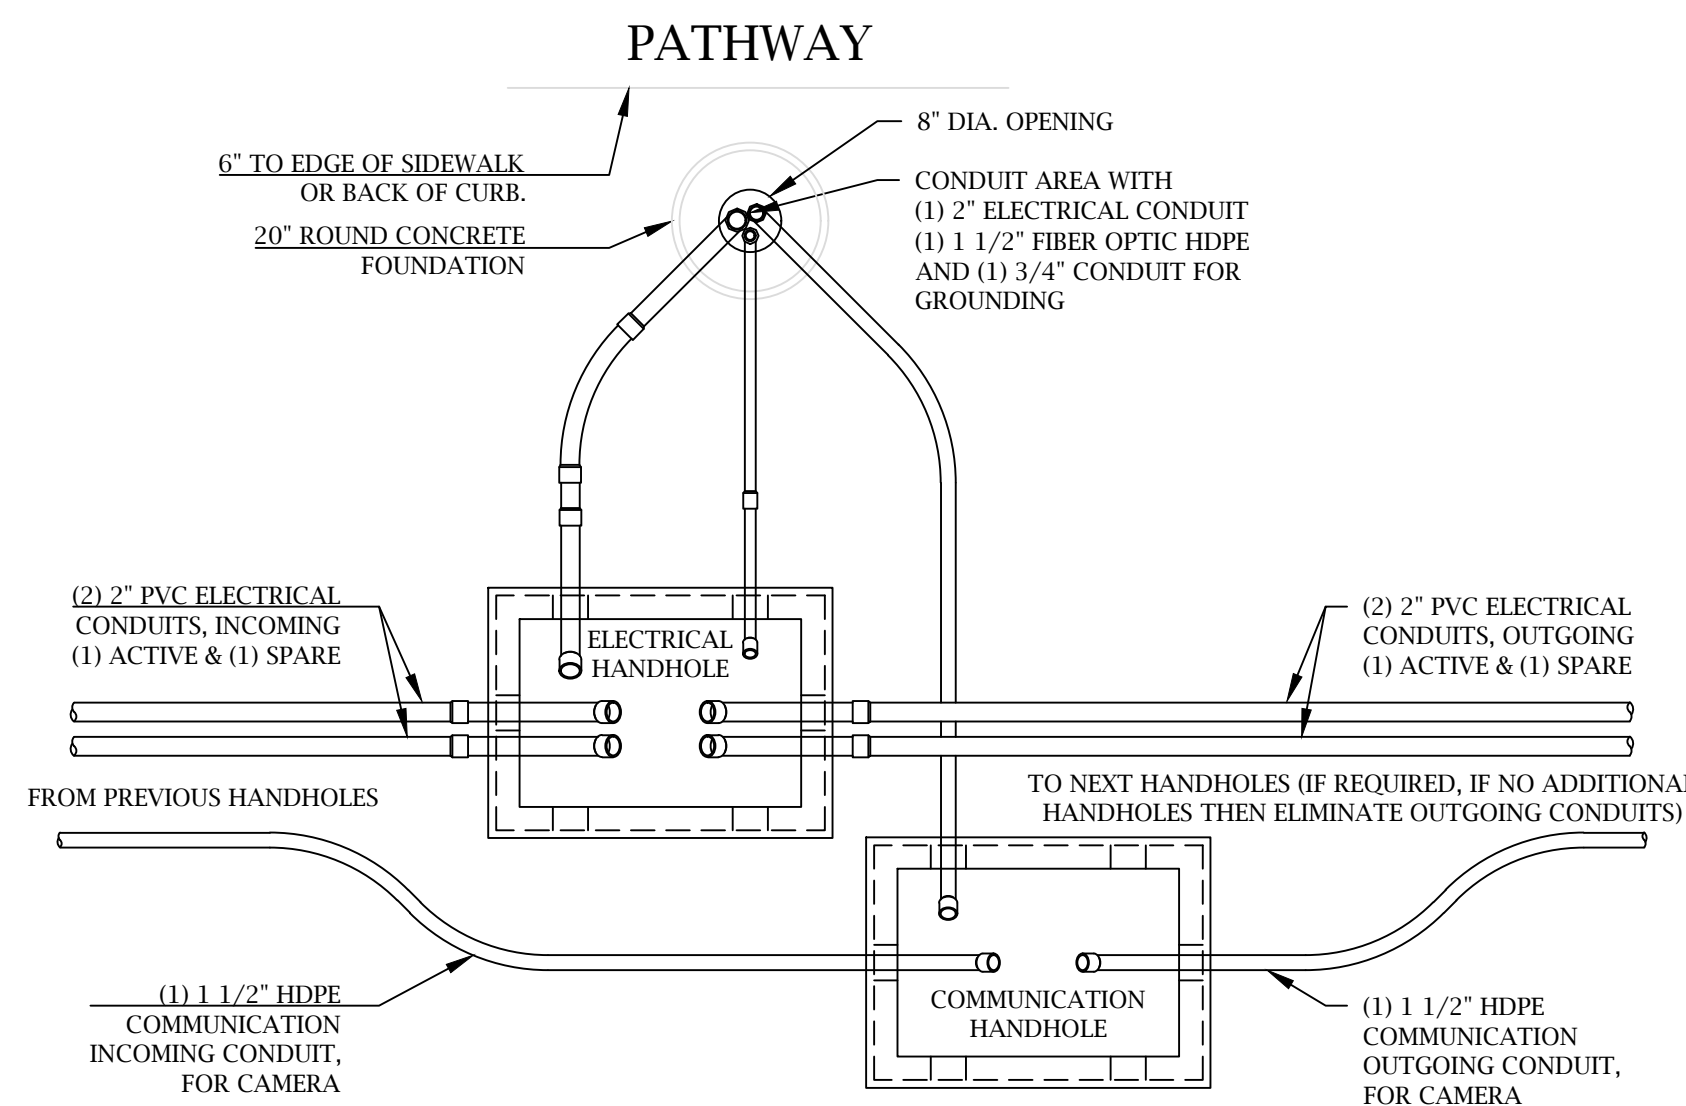 PATHWAY
8" DIA. OPENING
6" TO EDGE OF SIDEWALK
OR BACK OF CURB.
20" ROUND CONCRETE
FOUNDATION
CONDUIT AREA WITH
(1) 2" ELECTRICAL CONDUIT
(1) 1 1/2" FIBER OPTIC HDPE
AND (1) 3/4" CONDUIT FOR
GROUNDING
(2) 2" PVC ELECTRICAL
CONDUITS, INCOMING
(1) ACTIVE & (1) SPARE
ELECTRICAL
HANDHOLE
(2) 2" PVC ELECTRICAL
CONDUITS, OUTGOING
(1) ACTIVE & (1) SPARE
FROM PREVIOUS HANDHOLES
TO NEXT HANDHOLES (IF REQUIRED, IF NO ADDITIONAL
HANDHOLES THEN ELIMINATE OUTGOING CONDUITS)
(1) 1 1/2" HDPE
COMMUNICATION
INCOMING CONDUIT,
FOR CAMERA
COMMUNICATION
HANDHOLE
(1) 1 1/2" HDPE
COMMUNICATION
OUTGOING CONDUIT,
FOR CAMERA